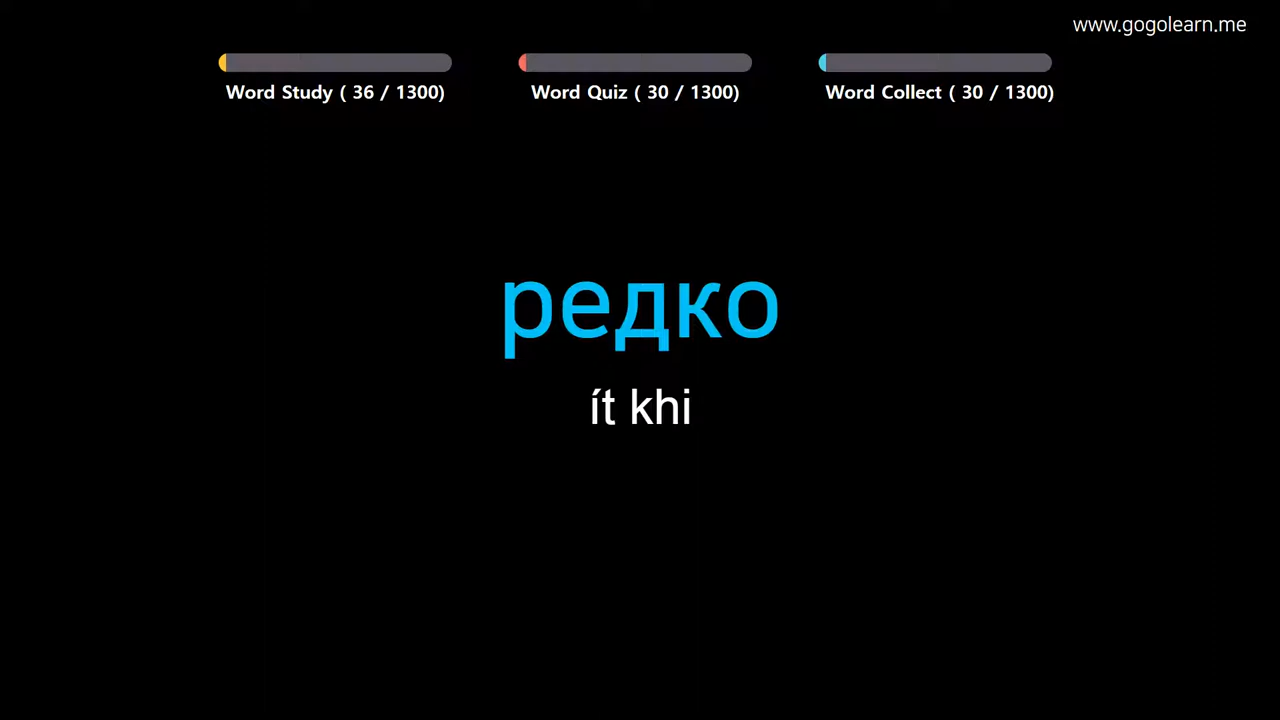 www.gogolearn.me
Word Study ( 36 / 1300)
Word Quiz ( 30 / 1300)
Word Collect ( 30 / 1300)
редко
ít khi